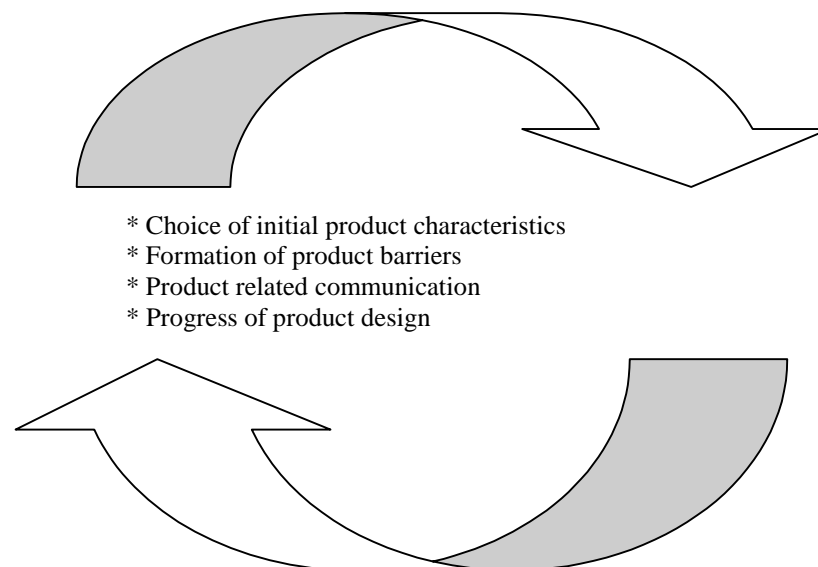 * Choice of initial product characteristics
* Formation of product barriers
* Product related communication
* Progress of product design